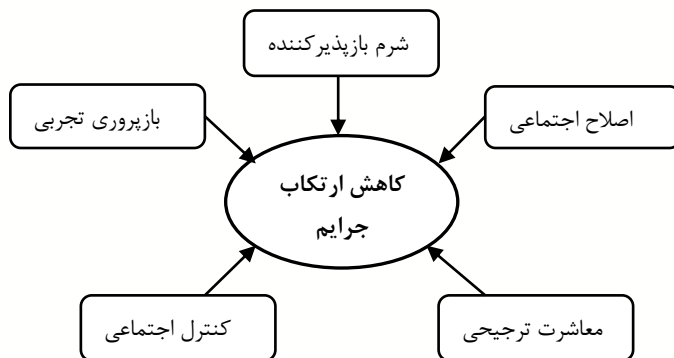 شرم بازپذیرکننده
اصلاح اجتماعی
بازپروری تجربی
کاهش ارتکاب
جرایم
معاشرت ترجیحی
کنترل اجتماعی